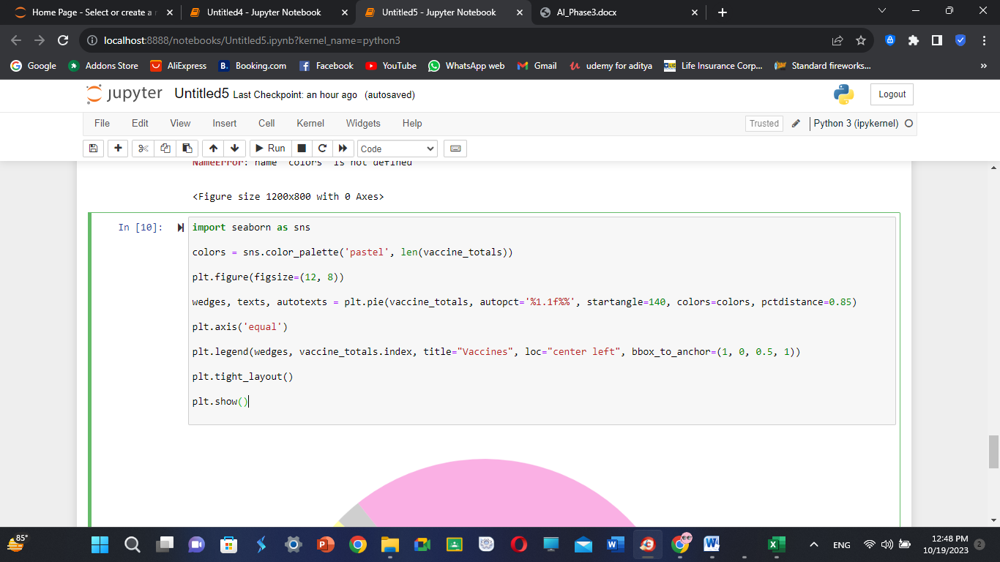 Home Page - Select or create a
Untitled4 - Jupyter Notebook
Untitled5 - Jupyter Notebook
AI_Phase3.docx
localhost:8888/notebooks/Untitled5.ipynb?kernel_name=python3
Google
Addons Store
AliExpress
B.
Booking.com
Facebook
YouTube
WhatsApp web
Gmail
udemy for aditya
LIC
Life Insurance Corp...
Standard fireworks...
»
jupyter
Untitled5 Last Checkpoint: an hour ago (autosaved)
Logout
File Edit View Insert Cell Kernel Widgets Help
Trusted
Python 3 (ipykernel)
Run
Code
NameError: name 'colors' is not defined
<Figure size 1200x800 with 0 Axes>
In [10]:
import seaborn as sns
colors = sns.color_palette('pastel', len(vaccine_totals))
plt.figure(figsize=(12, 8))
wedges, texts, autotexts = plt.pie(vaccine_totals, autopct='%1.1f%%', startangle=140, colors=colors, pctdistance=0.85)
plt.axis('equal')
plt.legend(wedges, vaccine_totals.index, title="Vaccines", loc="center left", bbox_to_anchor=(1, 0, 0.5, 1))
plt.tight_layout()
plt.show()
85°
ENG
12:48 PM
10/19/2023
2